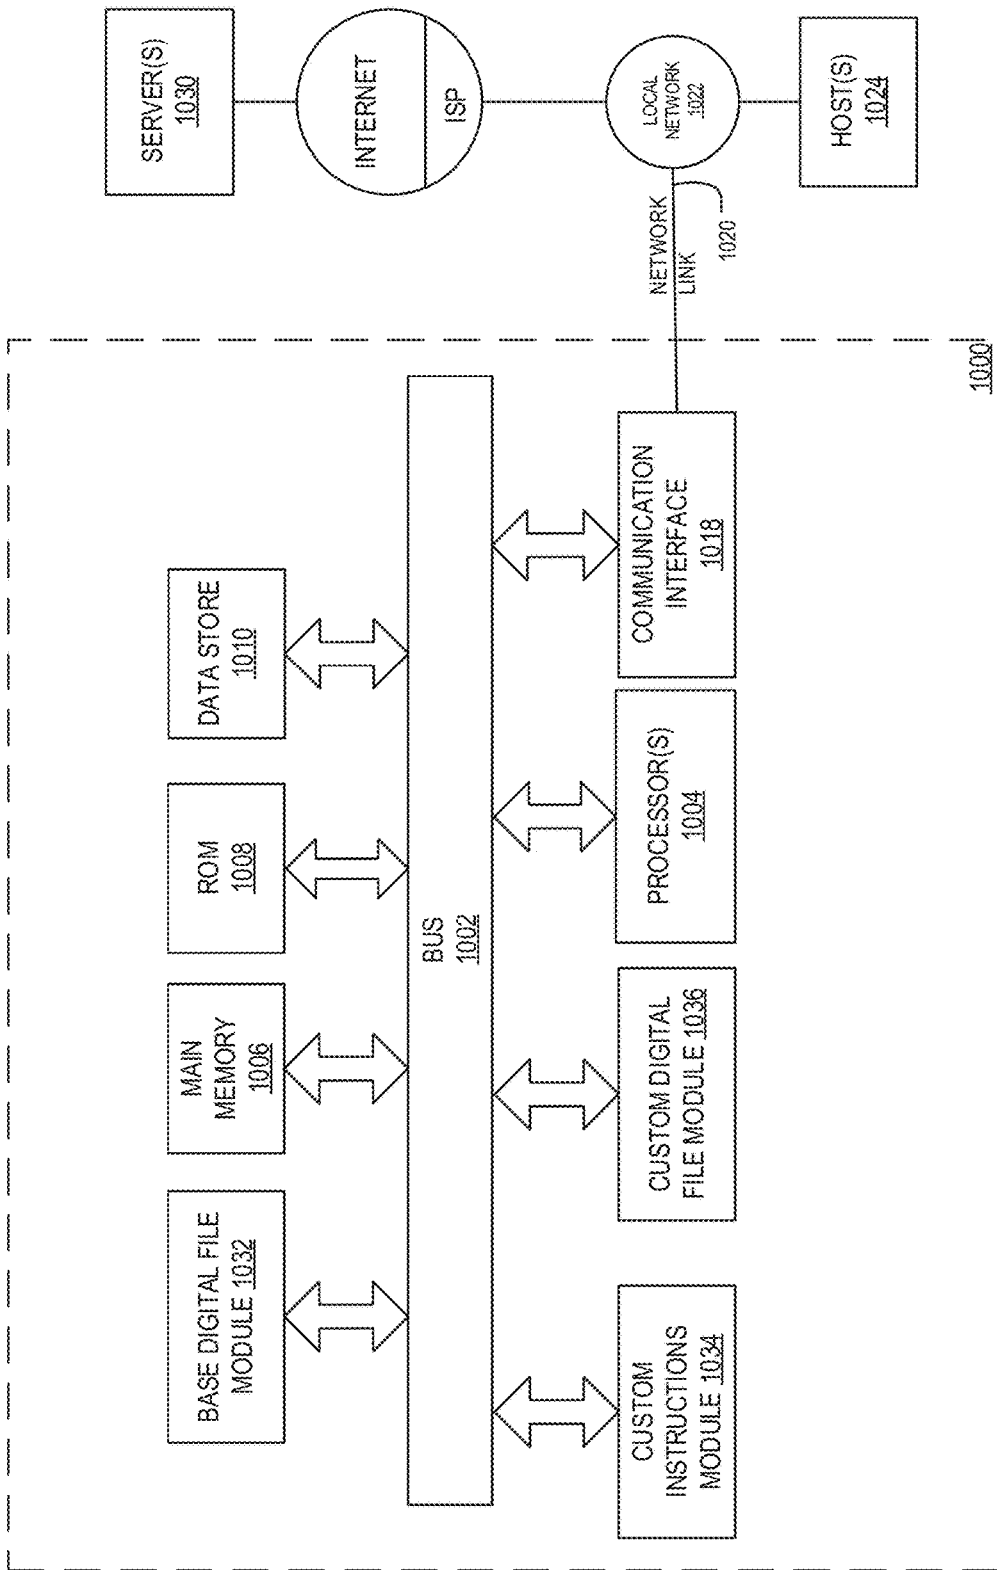 BASE DIGITAL FILE
MODULE 1032
MAIN
MEMORY
1006
ROM
1008
DATA STORE
1010
SERVER(S)
1030
INTERNET
ISP
BUS
1002
NETWORK
LINK
1020
LOCAL
NETWORK
1022
CUSTOM
INSTRUCTIONS
MODULE 1034
CUSTOM DIGITAL
FILE MODULE 1036
PROCESSOR(S)
1004
COMMUNICATION
INTERFACE
1018
HOST(S)
1024
1000